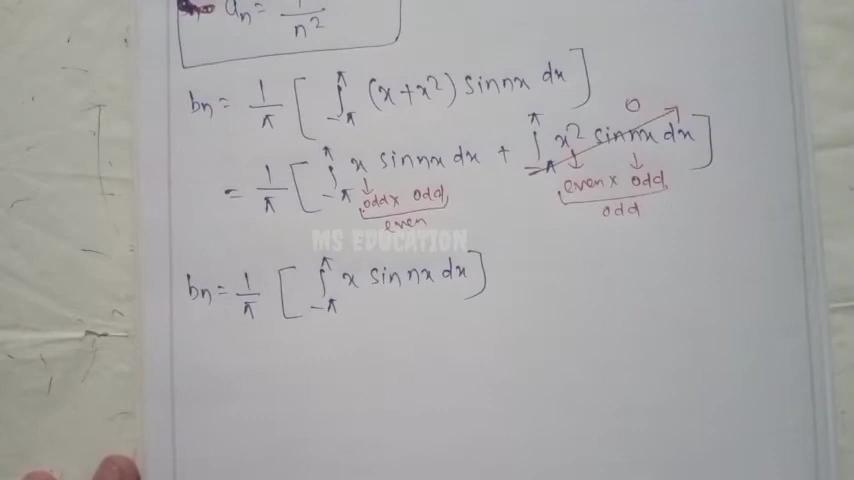 an = 1/n²
bn = 1/π [ ∫_{-π}^{π} (x+x²) sin nx dx ]
= 1/π [ ∫_{-π}^{π} x sin nx dx + ∫_{-π}^{π} x² sin nx dx ] 0
odd x odd even x odd
even odd
MS EDUCATION
bn = 1/π [ ∫_{-π}^{π} x sin nx dx ]